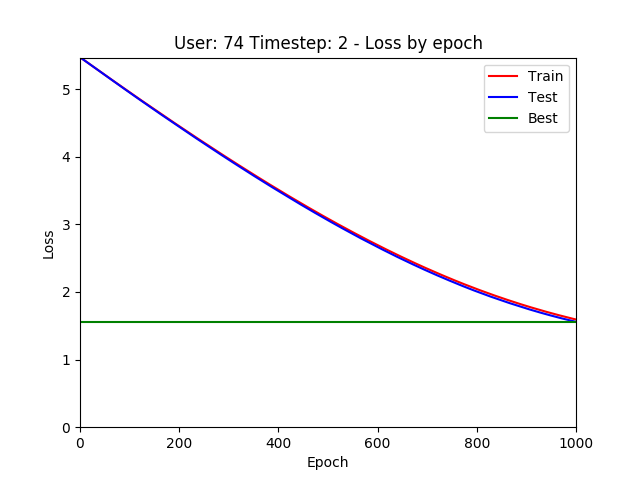 User: 74 Timestep: 2 - Loss by epoch
Train
Test
Best
5
4
3
2
1
0
Loss
0 200 400 600 800 1000
Epoch